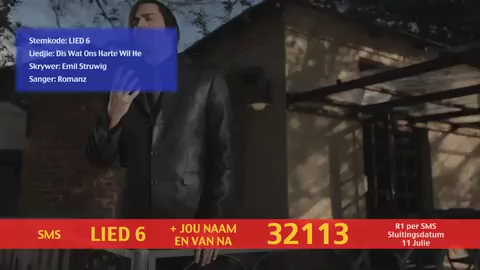 Stemkode: LIED 6
Liedjie: Dis Wat Ons Harte Wil He
Skrywer: Emil Struwig
Sanger: Romanz
SMS
LIED 6
+ JOU NAAM
EN VAN NA
32113
R1 per SMS
Sluitingsdatum
11 Julie